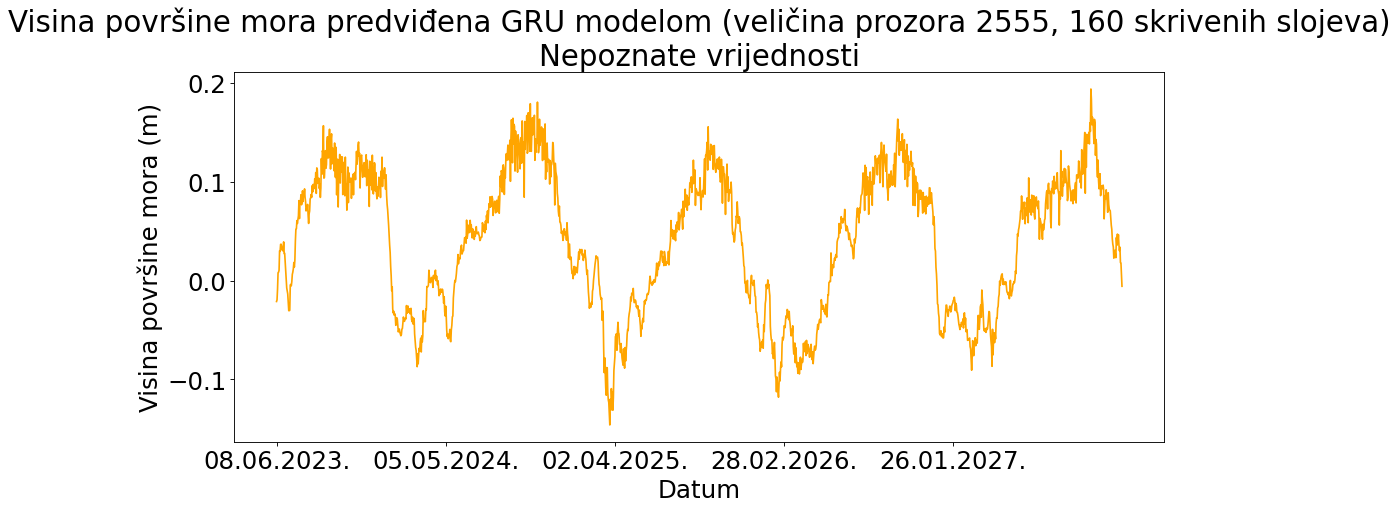 Visina površine mora predviđena GRU modelom (veličina prozora 2555, 160 skrivenih slojeva)
Nepoznate vrijednosti
Visina površine mora (m)
0.2
0.1
0.0
−0.1
08.06.2023. 05.05.2024. 02.04.2025. 28.02.2026. 26.01.2027.
Datum